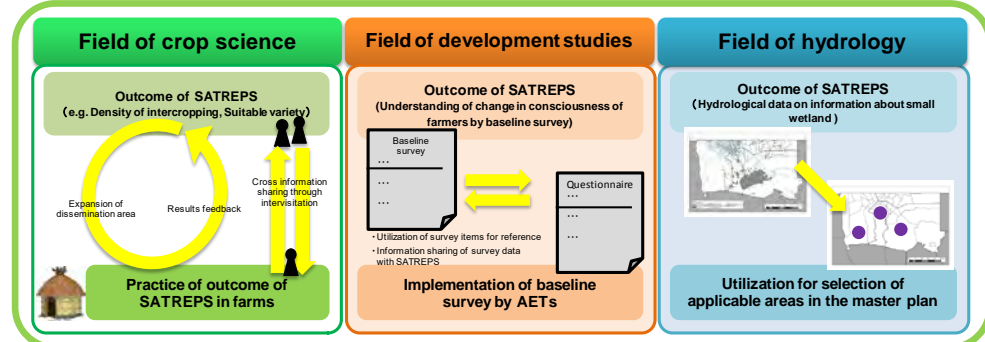 Field of crop science
Outcome of SATREPS
(e.g. Density of intercropping, Suitable variety)
Expansion of
dissemination area
Results feedback
Cross information
sharing through
intervisitation
Practice of outcome of
SATREPS in farms
Field of development studies
Outcome of SATREPS
(Understanding of change in consciousness of
farmers by baseline survey)
Baseline
survey
...
...
...
Questionnaire
...
...
...
・Utilization of survey items for reference
・Information sharing of survey data
with SATREPS
Implementation of baseline
survey by AETs
Field of hydrology
Outcome of SATREPS
(Hydrological data on information about small
wetland )
Utilization for selection of
applicable areas in the master plan